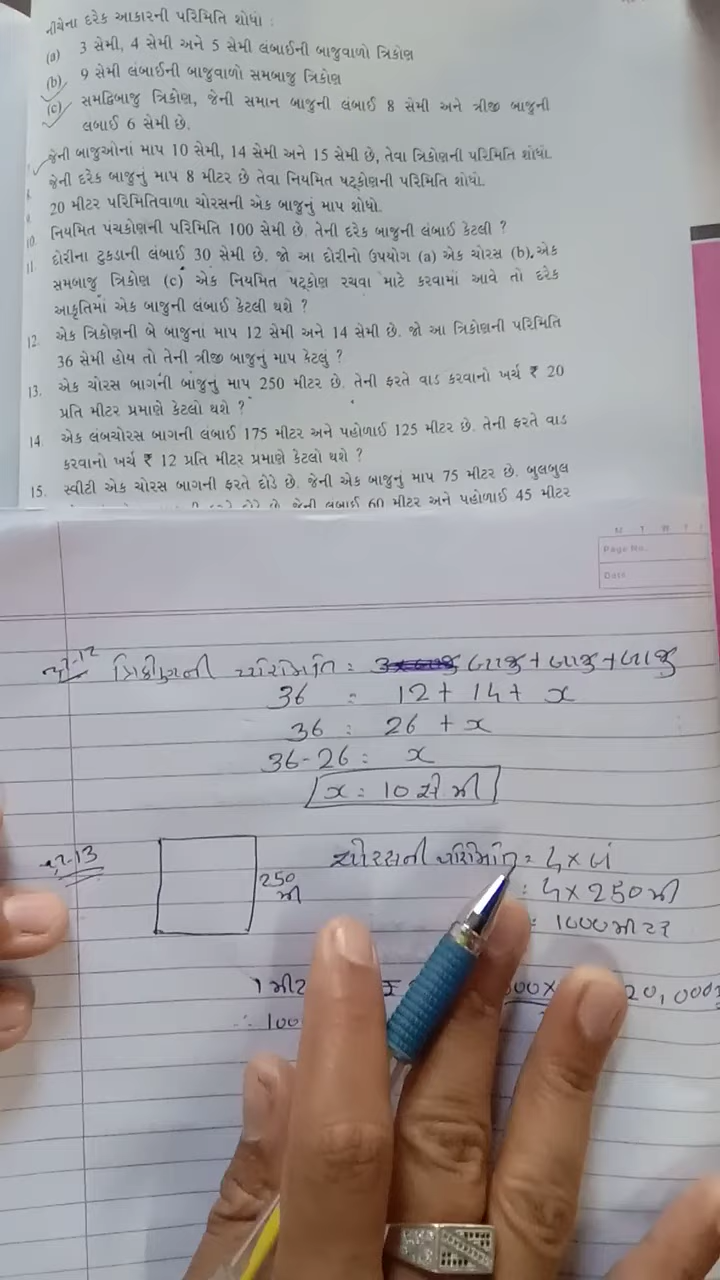 નીચેના દરેક આકારની પરિમિતિ શોધો :
(a) 3 સેમી, 4 સેમી અને 5 સેમી લંબાઈની બાજુવાળો ત્રિકોણ
(b) 9 સેમી લંબાઈની બાજુવાળો સમબાજુ ત્રિકોણ
(c) સમદ્વિબાજુ ત્રિકોણ, જેની સમાન બાજુની લંબાઈ 8 સેમી અને ત્રીજી બાજુની
લંબાઈ 6 સેમી છે.
જેની બાજુઓનાં માપ 10 સેમી, 14 સેમી અને 15 સેમી છે, તેવા ત્રિકોણની પરિમિતિ શોધો.
8. જેની દરેક બાજુનું માપ 8 મીટર છે તેવા નિયમિત ષટ્કોણની પરિમિતિ શોધો.
9. 20 મીટર પરિમિતિવાળા ચોરસની એક બાજુનું માપ શોધો.
10. નિયમિત પંચકોણની પરિમિતિ 100 સેમી છે. તેની દરેક બાજુની લંબાઈ કેટલી ?
11. દોરીના ટુકડાની લંબાઈ 30 સેમી છે. જો આ દોરીનો ઉપયોગ (a) એક ચોરસ (b) એક
સમબાજુ ત્રિકોણ (c) એક નિયમિત ષટ્કોણ રચવા માટે કરવામાં આવે તો દરેક
આકૃતિમાં એક બાજુની લંબાઈ કેટલી થશે ?
12. એક ત્રિકોણની બે બાજુનાં માપ 12 સેમી અને 14 સેમી છે. જો આ ત્રિકોણની પરિમિતિ
36 સેમી હોય તો તેની ત્રીજી બાજુનું માપ કેટલું ?
13. એક ચોરસ બાગની બાજુનું માપ 250 મીટર છે. તેની ફરતે વાડ કરવાનો ખર્ચ ₹ 20
પ્રતિ મીટર પ્રમાણે કેટલો થશે ?
14. એક લંબચોરસ બાગની લંબાઈ 175 મીટર અને પહોળાઈ 125 મીટર છે. તેની ફરતે વાડ
કરવાનો ખર્ચ ₹ 12 પ્રતિ મીટર પ્રમાણે કેટલો થશે ?
15. સ્વીટી એક ચોરસ બાગની ફરતે દોડે છે. જેની એક બાજુનું માપ 75 મીટર છે. બુલબુલ
જેની લંબાઈ 60 મીટર અને પહોળાઈ 45 મીટર
M T W T F
Page No.
Date
દા-12 ત્રિકોણની પરિમિતિ = બાજુ + બાજુ + બાજુ
36 = 12 + 14 + x
36 = 26 + x
36 - 26 = x
x = 10 સેમી
દા-13 ચોરસની પરિમિતિ = 4 × લં
250 મી
= 4 × 250 મી
= 1000 મીટર
1 મીટ 20,000
∴ 100